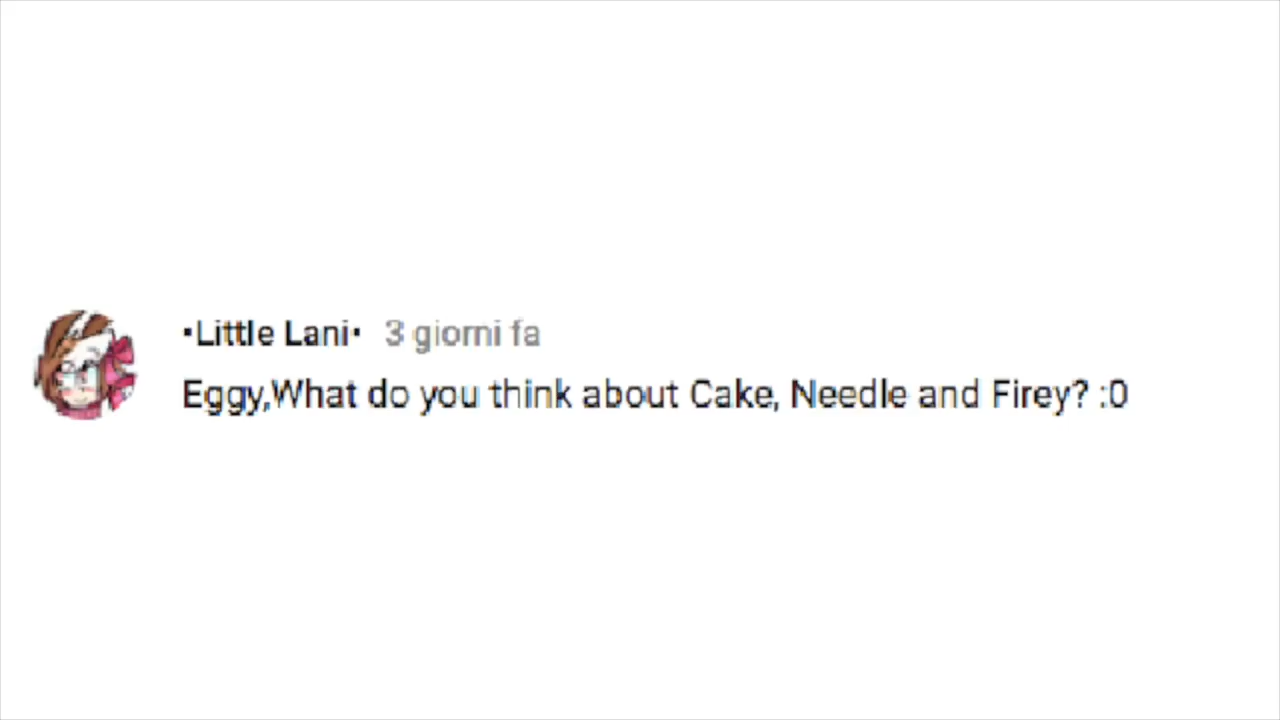 •Little Lani• 3 giorni fa
Eggy,What do you think about Cake, Needle and Firey? :0